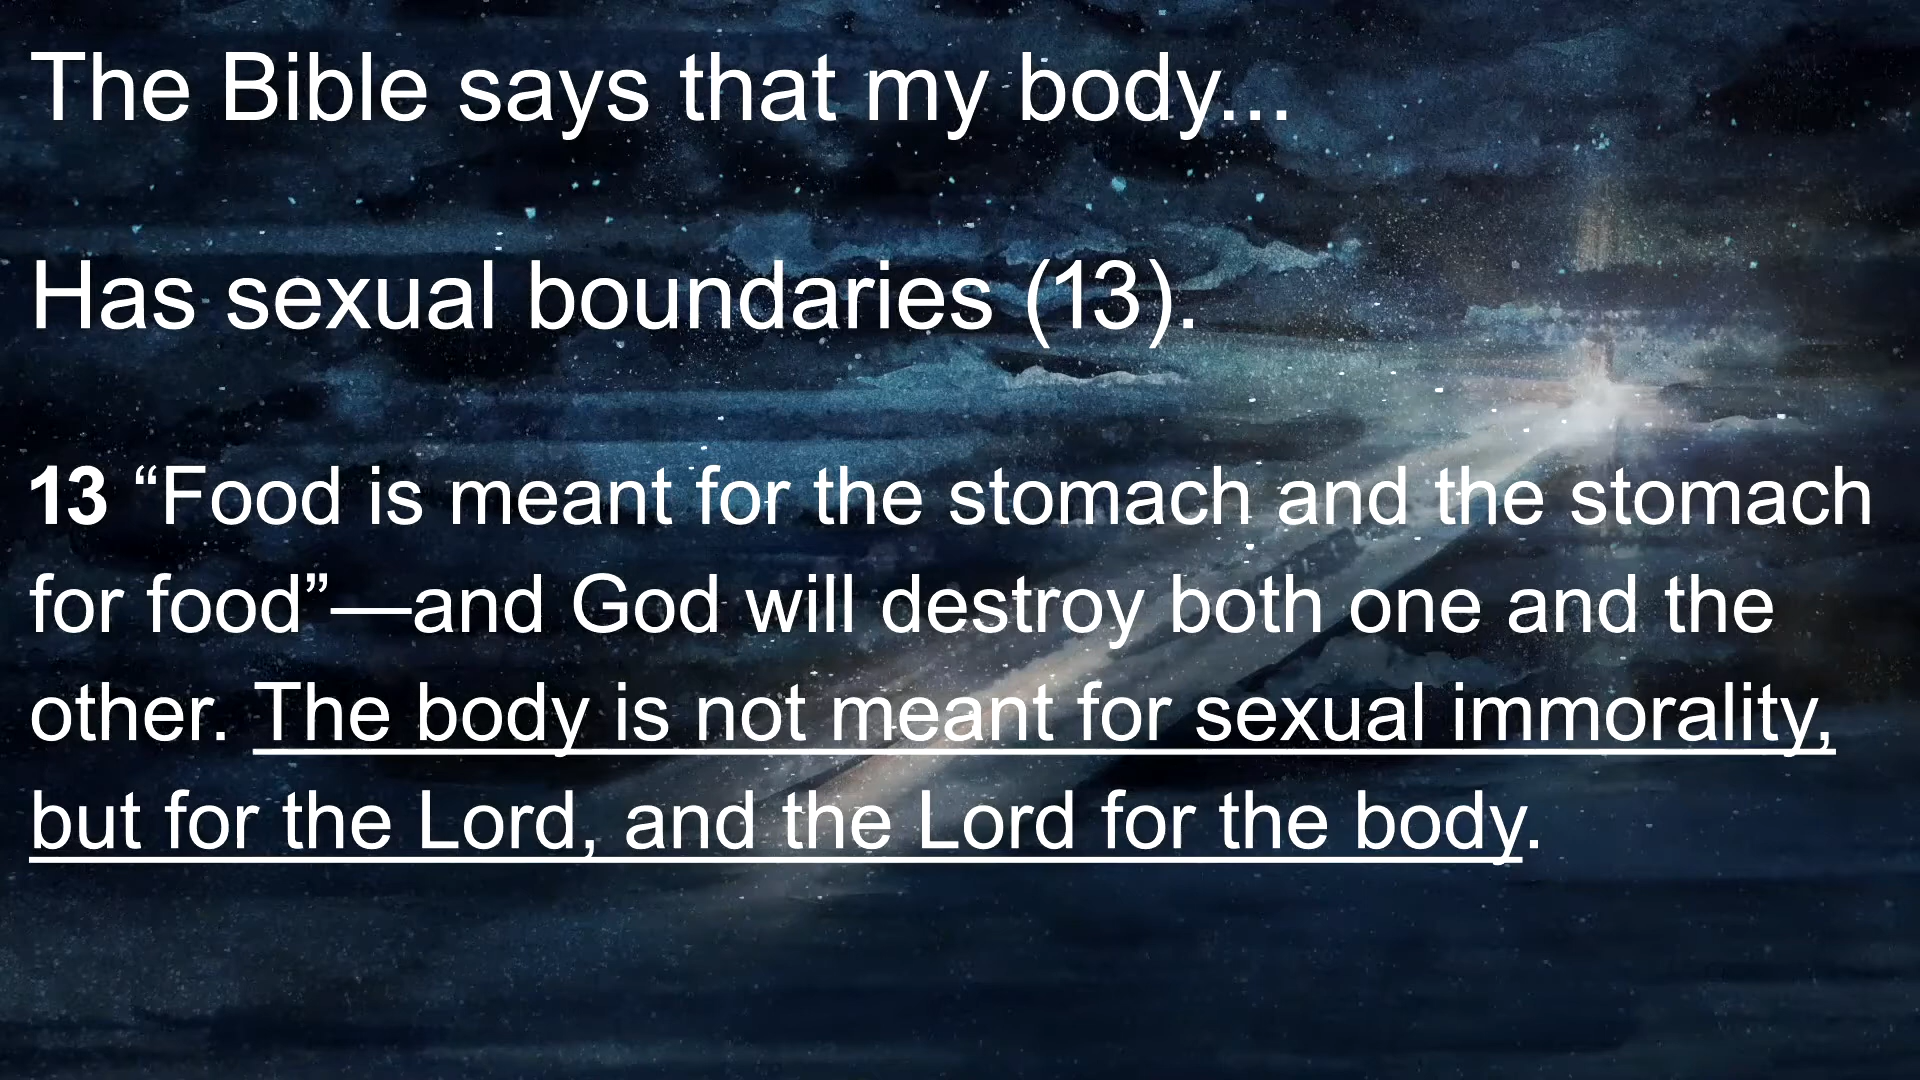 The Bible says that my body...
Has sexual boundaries (13).
13 “Food is meant for the stomach and the stomach
for food”—and God will destroy both one and the
other. The body is not meant for sexual immorality,
but for the Lord, and the Lord for the body.